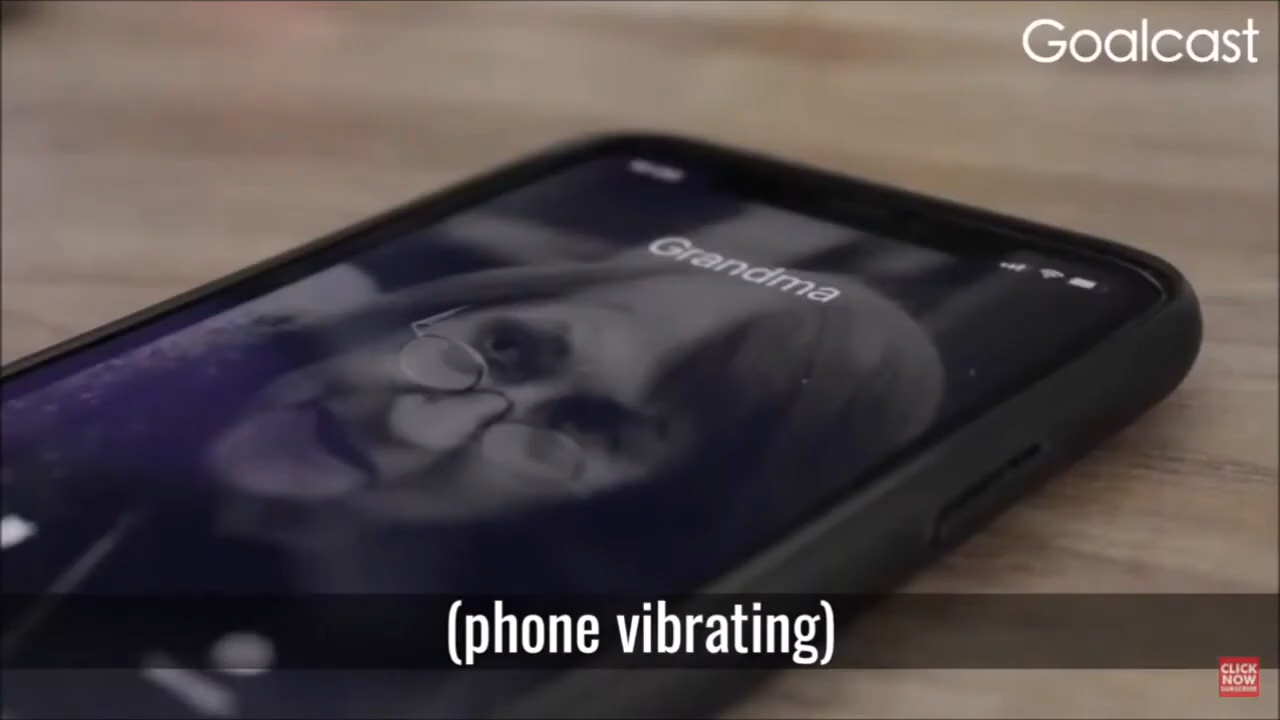 Goalcast
Grandma
(phone vibrating)
CLICK
NOW
SUBSCRIBE